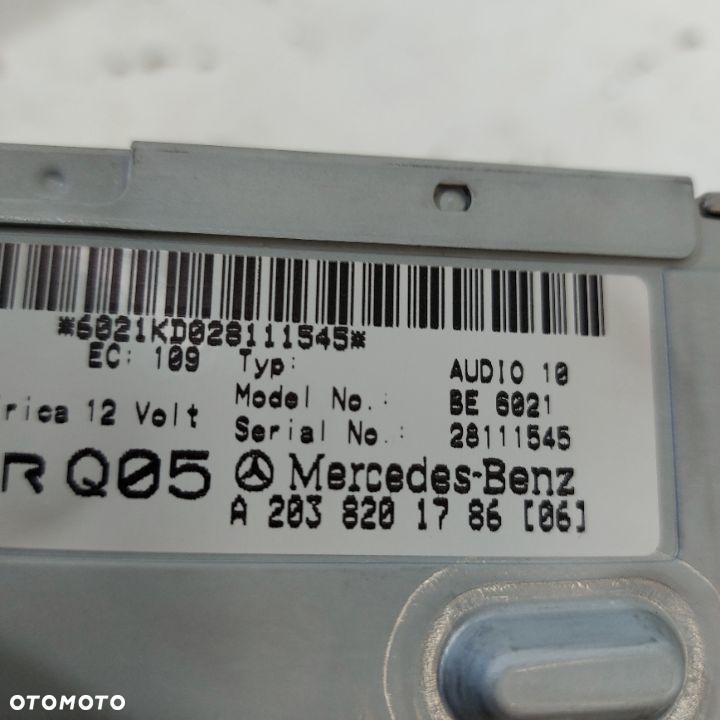 *6021KD028111545*
EC: 109 Typ: AUDIO 10
Model No.: BE 6021
rica 12 Volt
Serial No.: 28111545
R Q05 Mercedes-Benz
A 203 820 17 86 [06]
OTOMOTO